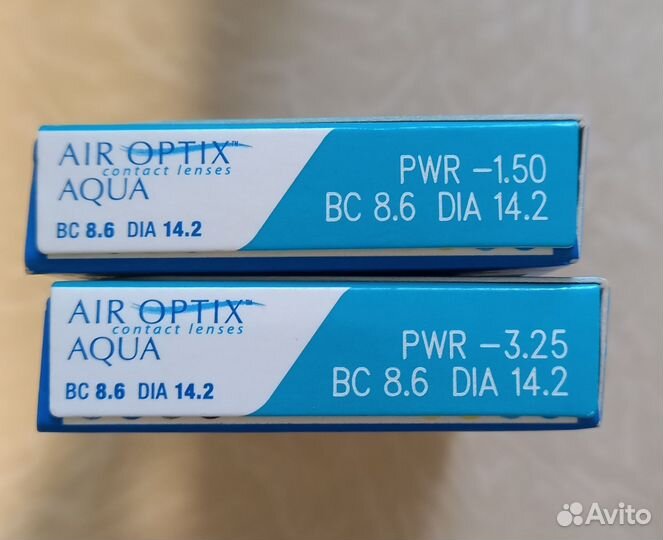 AIR OPTIX™
contact lenses
AQUA
BC 8.6 DIA 14.2
PWR -1.50
BC 8.6 DIA 14.2
AIR OPTIX™
contact lenses
AQUA
BC 8.6 DIA 14.2
PWR -3.25
BC 8.6 DIA 14.2
Avito